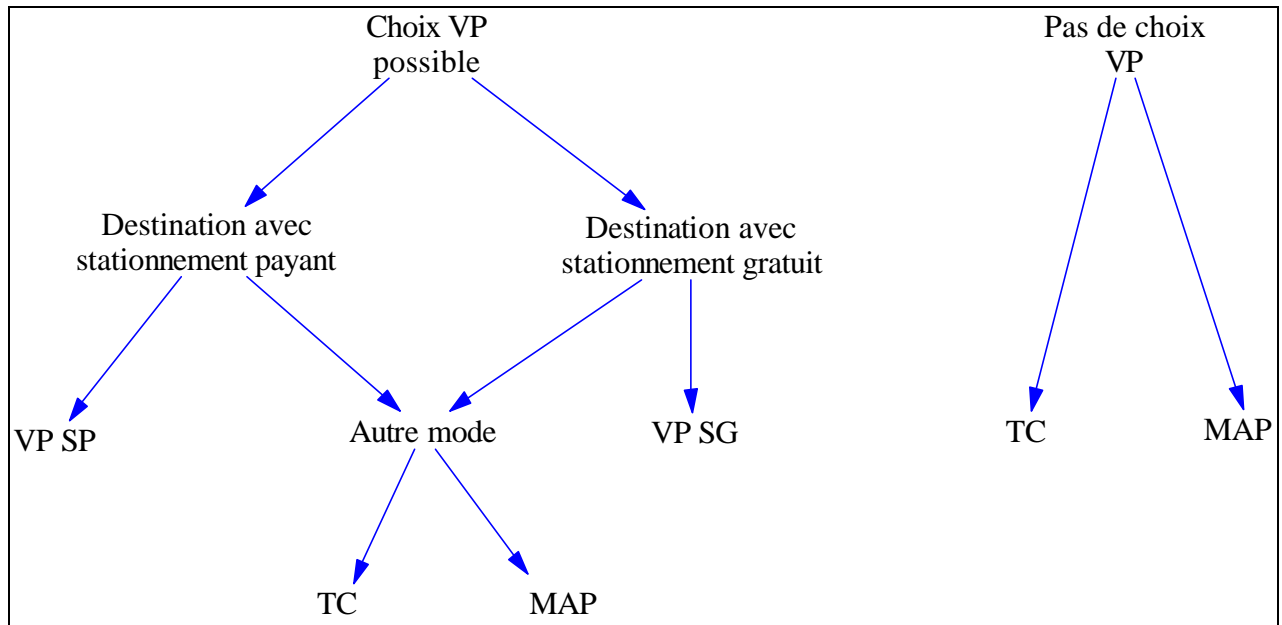 Choix VP
possible
Pas de choix
VP
Destination avec
stationnement payant
Destination avec
stationnement gratuit
VP SP
Autre mode
VP SG
TC
MAP
TC
MAP